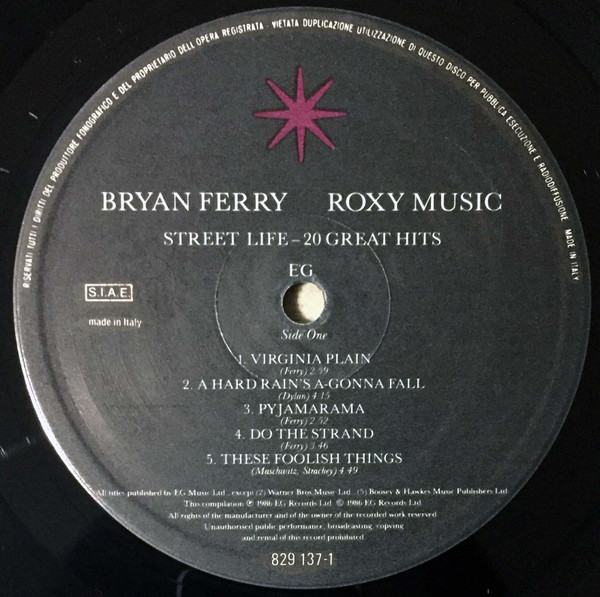 RISERVATI TUTTI I DIRITTI DEL PRODUTTORE FONOGRAFICO E DEL PROPRIETARIO DELL'OPERA REGISTRATA - VIETATA DUPLICAZIONE UTILIZZAZIONE DI QUESTO DISCO PER PUBBLICA ESECUZIONE E RADIODIFFUSIONE MADE IN ITALY
BRYAN FERRY ROXY MUSIC
STREET LIFE – 20 GREAT HITS
EG
S.I.A.E.
made in Italy
Side One
1. VIRGINIA PLAIN
(Ferry) 2.59
2. A HARD RAIN'S A-GONNA FALL
(Dylan) 4.15
3. PYJAMARAMA
(Ferry) 2.52
4. DO THE STRAND
(Ferry) 3.46
5. THESE FOOLISH THINGS
(Maschwitz, Strachey) 4.49
All titles published by EG Music Ltd., except (2) Warner Bros. Music Ltd., (5) Boosey & Hawkes Music Publishers Ltd
This compilation ℗ 1986 EG Records Ltd. © 1986 EG Records Ltd.
All rights of the manufacturer and of the owner of the recorded work reserved
Unauthorised public performance, broadcasting, copying
and rental of this record prohibited
829 137-1